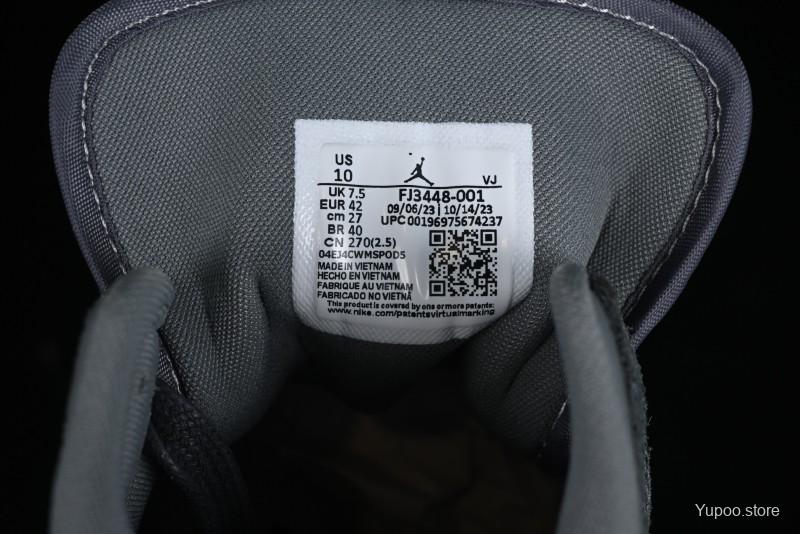 US
10
VJ
UK 7.5
EUR 42
cm 27
BR 40
CN 270(2.5)
FJ3448-001
09/06/23 | 10/14/23
UPC 00196975674237
04EJ4CWMSPOD5
MADE IN VIETNAM
HECHO EN VIETNAM
FABRIQUE AU VIETNAM
FABRICADO NO VIETNÃ
This product is covered by ons or more patents:
www.nike.com/patentsvirtualmarking
Yupoo.store